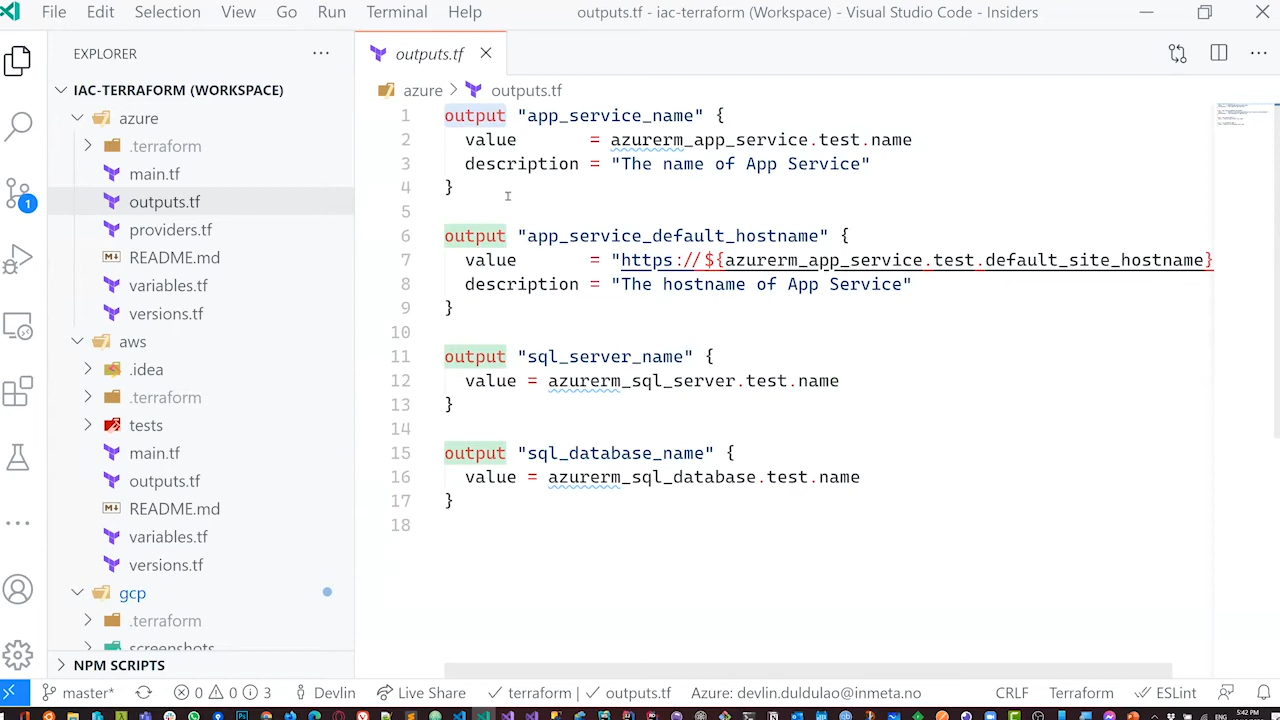 File Edit Selection View Go Run Terminal Help outputs.tf - iac-terraform (Workspace) - Visual Studio Code - Insiders
EXPLORER
IAC-TERRAFORM (WORKSPACE)
azure
.terraform
main.tf
outputs.tf
providers.tf
README.md
variables.tf
versions.tf
aws
.idea
.terraform
tests
main.tf
outputs.tf
README.md
variables.tf
versions.tf
gcp
.terraform
screenshots
NPM SCRIPTS
1
outputs.tf
azure > outputs.tf
1 output "app_service_name" {
2 value = azurerm_app_service.test.name
3 description = "The name of App Service"
4 }
5
6 output "app_service_default_hostname" {
7 value = "https://${azurerm_app_service.test.default_site_hostname}
8 description = "The hostname of App Service"
9 }
10
11 output "sql_server_name" {
12 value = azurerm_sql_server.test.name
13 }
14
15 output "sql_database_name" {
16 value = azurerm_sql_database.test.name
17 }
18
master* 0 0 3 Devlin Live Share terraform | outputs.tf Azure: devlin.duldulao@inmeta.no CRLF Terraform ESLint
ENG 5:42 PM